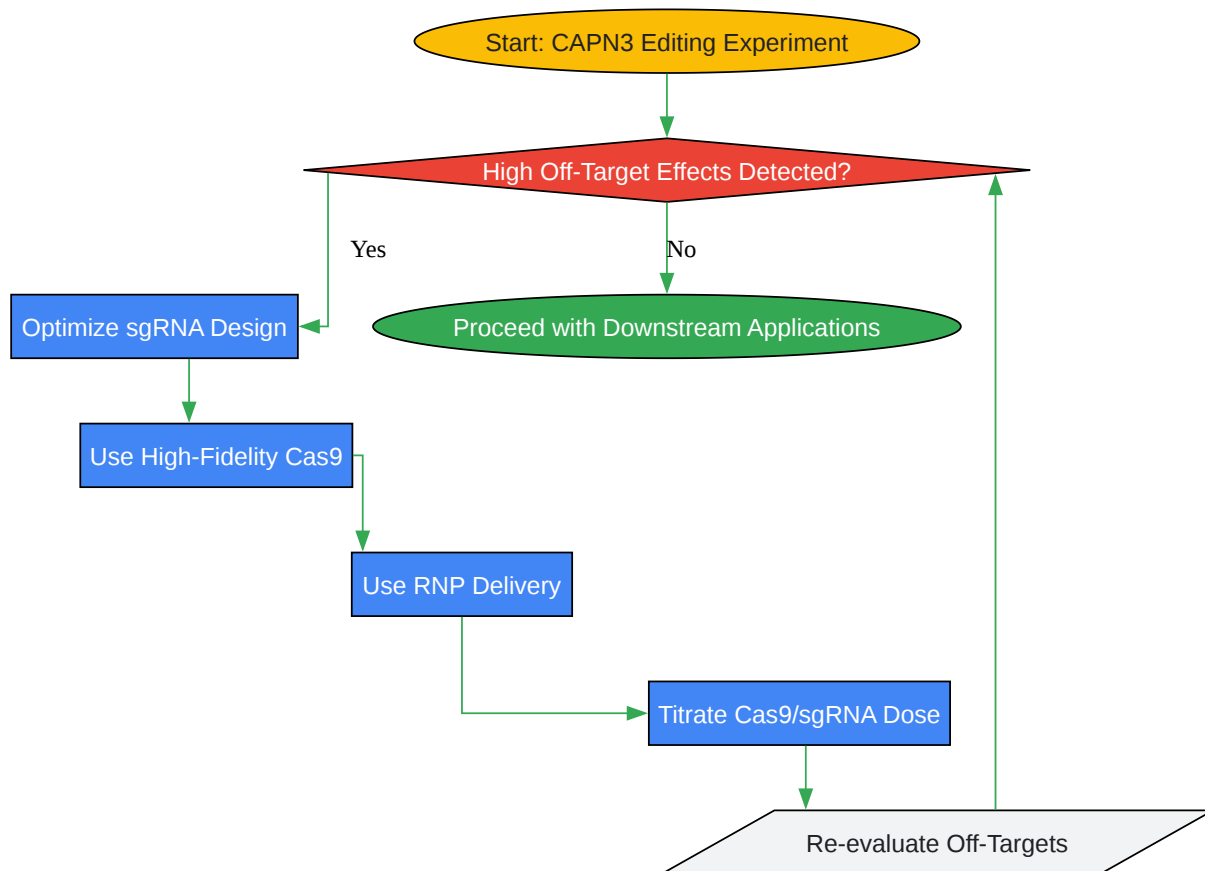 Start: CAPN3 Editing Experiment
High Off-Target Effects Detected?
Yes
No
Optimize sgRNA Design
Proceed with Downstream Applications
Use High-Fidelity Cas9
Use RNP Delivery
Titrate Cas9/sgRNA Dose
Re-evaluate Off-Targets